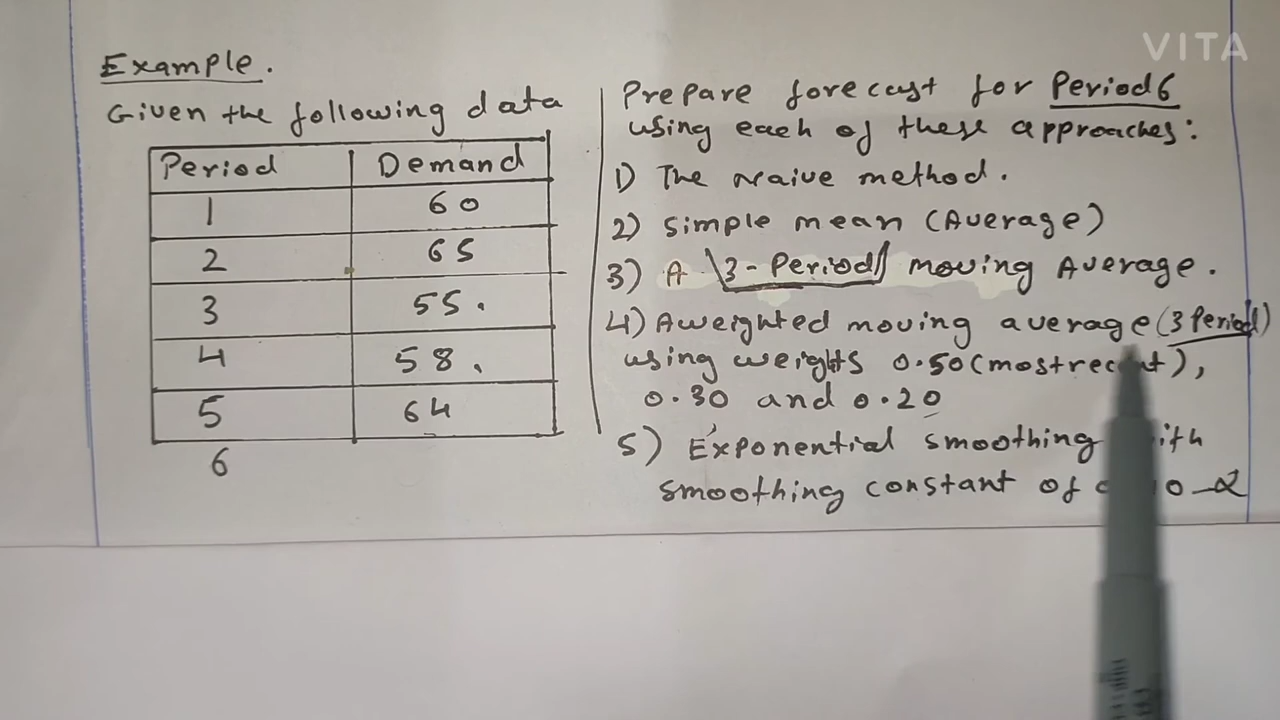 VITA
Example.
Given the following data
Period Demand
1 60
2 65
3 55.
4 58.
5 64
6
Prepare forecast for Period 6
using each of these approaches:
1) The Naive method.
2) Simple mean (Average)
3) A 3-Period moving Average.
4) A weighted moving average (3 Period)
using weights 0.50 (most recent),
0.30 and 0.20
5) Exponential smoothing
smoothing constant of